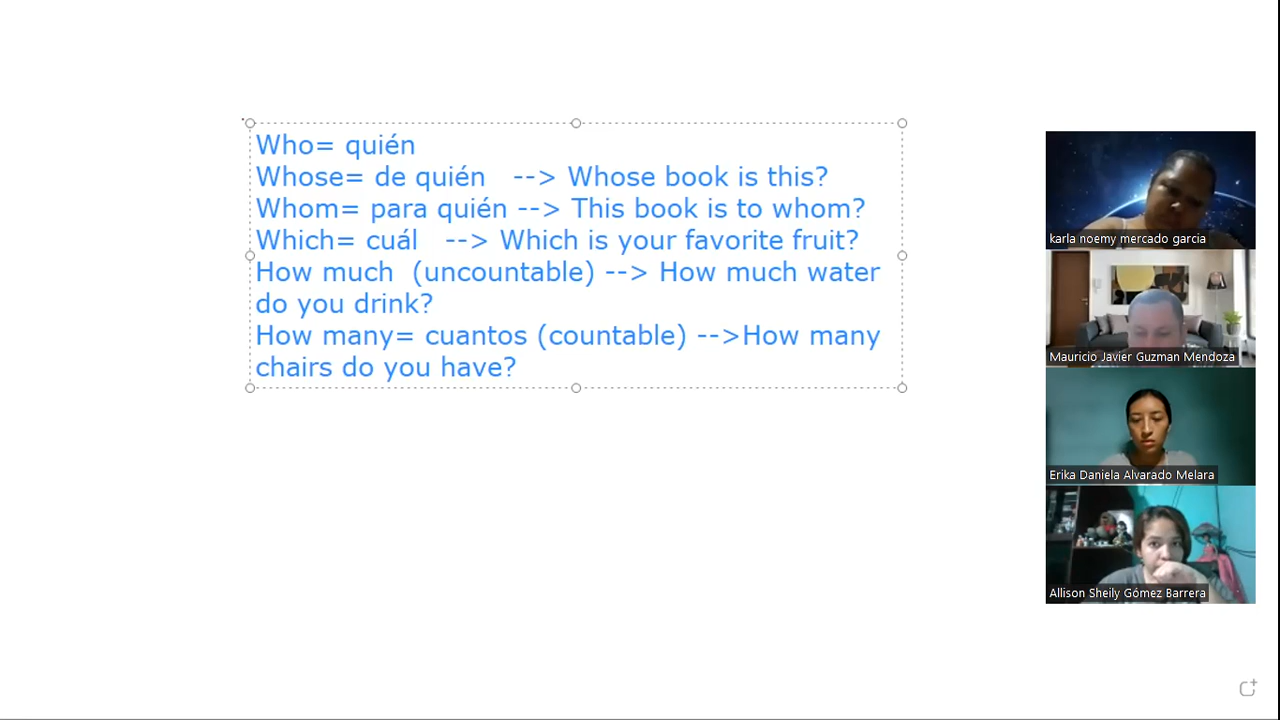 Who= quién
Whose= de quién --> Whose book is this?
Whom= para quién --> This book is to whom?
Which= cuál --> Which is your favorite fruit?
How much (uncountable) --> How much water
do you drink?
How many= cuantos (countable) -->How many
chairs do you have?
karla noemy mercado garcia
Mauricio Javier Guzman Mendoza
Erika Daniela Alvarado Melara
Allison Sheily Gómez Barrera